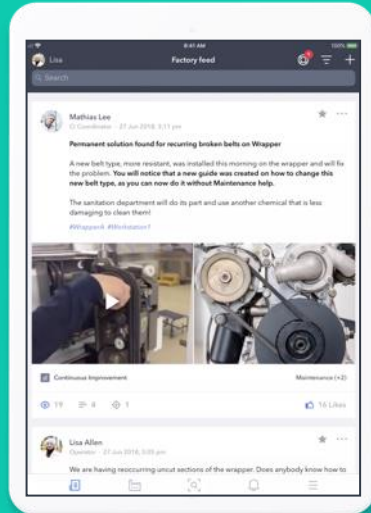 8:41 AM
100%
Lisa
Factory feed
Search
Mathias Lee
CI Coordinator · 27 Jun 2018, 3:11 pm
Permanent solution found for recurring broken belts on Wrapper
A new belt type, more resistant, was installed this morning on the wrapper and will fix
the problem. You will notice that a new guide was created on how to change this
new belt type, as you can now do it without Maintenance help.
The sanitation department will do its part and use another chemical that is less
damaging to clean them!
#Wrapper4 #Workstation1
Continuous Improvement
Maintenance (+2)
19
4
1
16 Likes
Lisa Allen
Operator · 27 Jun 2018, 3:05 pm
We are having reoccurring uncut sections of the wrapper. Does anybody know how to